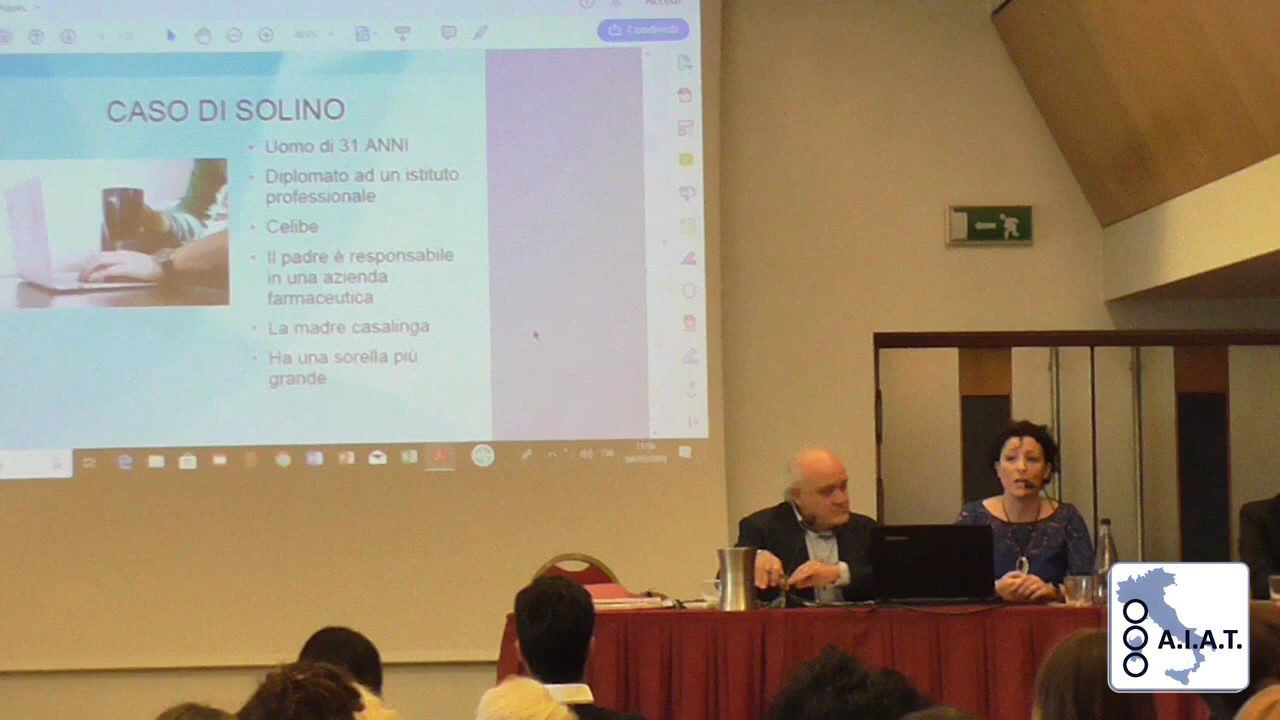 Condividi
CASO DI SOLINO
Uomo di 31 ANNI
Diplomato ad un istituto
professionale
Celibe
Il padre è responsabile
in una azienda
farmaceutica
La madre casalinga
Ha una sorella più
grande
A.I.A.T.